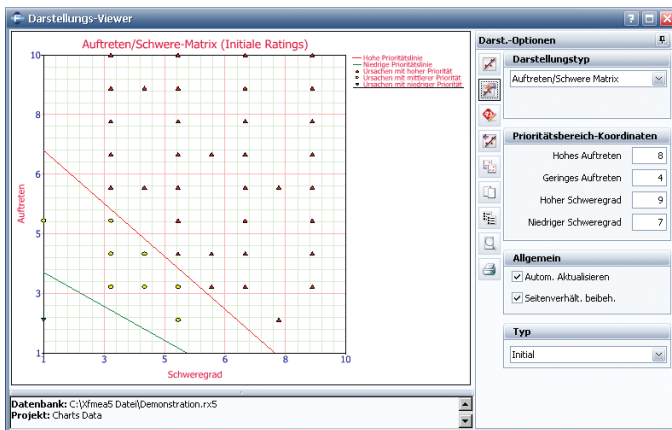 Darstellungs-Viewer
Auftreten/Schwere-Matrix (Initiale Ratings)
Hohe Prioritätslinie
Niedrige Prioritätslinie
Ursachen mit hoher Priorität
Ursachen mit mittlerer Priorität
Ursachen mit niedriger Priorität
Auftreten
10
8
6
5
3
1
1
3
5
6
8
10
Schweregrad
Datenbank: C:\Xfmea5 Datei\Demonstration.rx5
Projekt: Charts Data
Darst.-Optionen
Darstellungstyp
Auftreten/Schwere Matrix
Prioritätsbereich-Koordinaten
Hohes Auftreten 8
Geringes Auftreten 4
Hoher Schweregrad 9
Niedriger Schweregrad 7
Allgemein
Autom. Aktualisieren
Seitenverhält. beibeh.
Typ
Initial